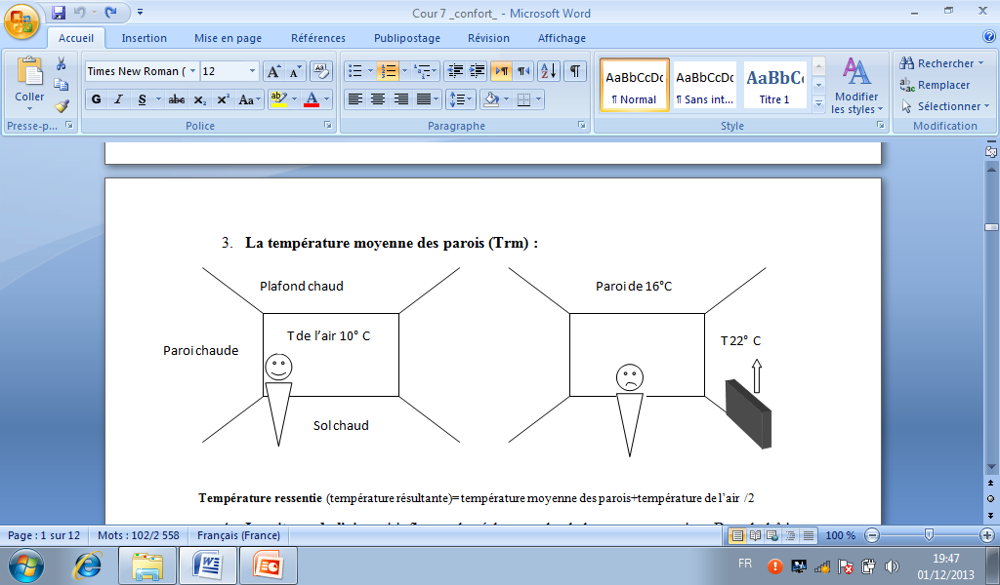 Cour 7 _confort_ - Microsoft Word
Accueil Insertion Mise en page Références Publipostage Révision Affichage
Times New Roman ( 12
AaBbCcDc AaBbCcDc AaBbCc
Coller
G I S abc x₂ x² Aa ab A
¶ Normal ¶ Sans int... Titre 1
Modifier les styles
Rechercher
Remplacer
Sélectionner
Presse-p... Police Paragraphe Style Modification
3. La température moyenne des parois (Trm) :
Plafond chaud
Paroi de 16°C
T de l'air 10° C
T 22° C
Paroi chaude
Sol chaud
Température ressentie (température résultante)= température moyenne des parois+température de l'air /2
Page : 1 sur 12 Mots : 102/2 558 Français (France) 100 %
FR
19:47
01/12/2013